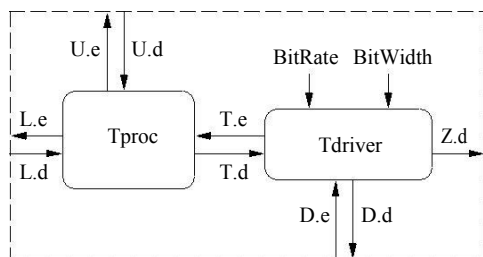 U.e U.d
BitRate BitWidth
L.e Tproc T.e Tdriver Z.d
L.d T.d
D.e D.d